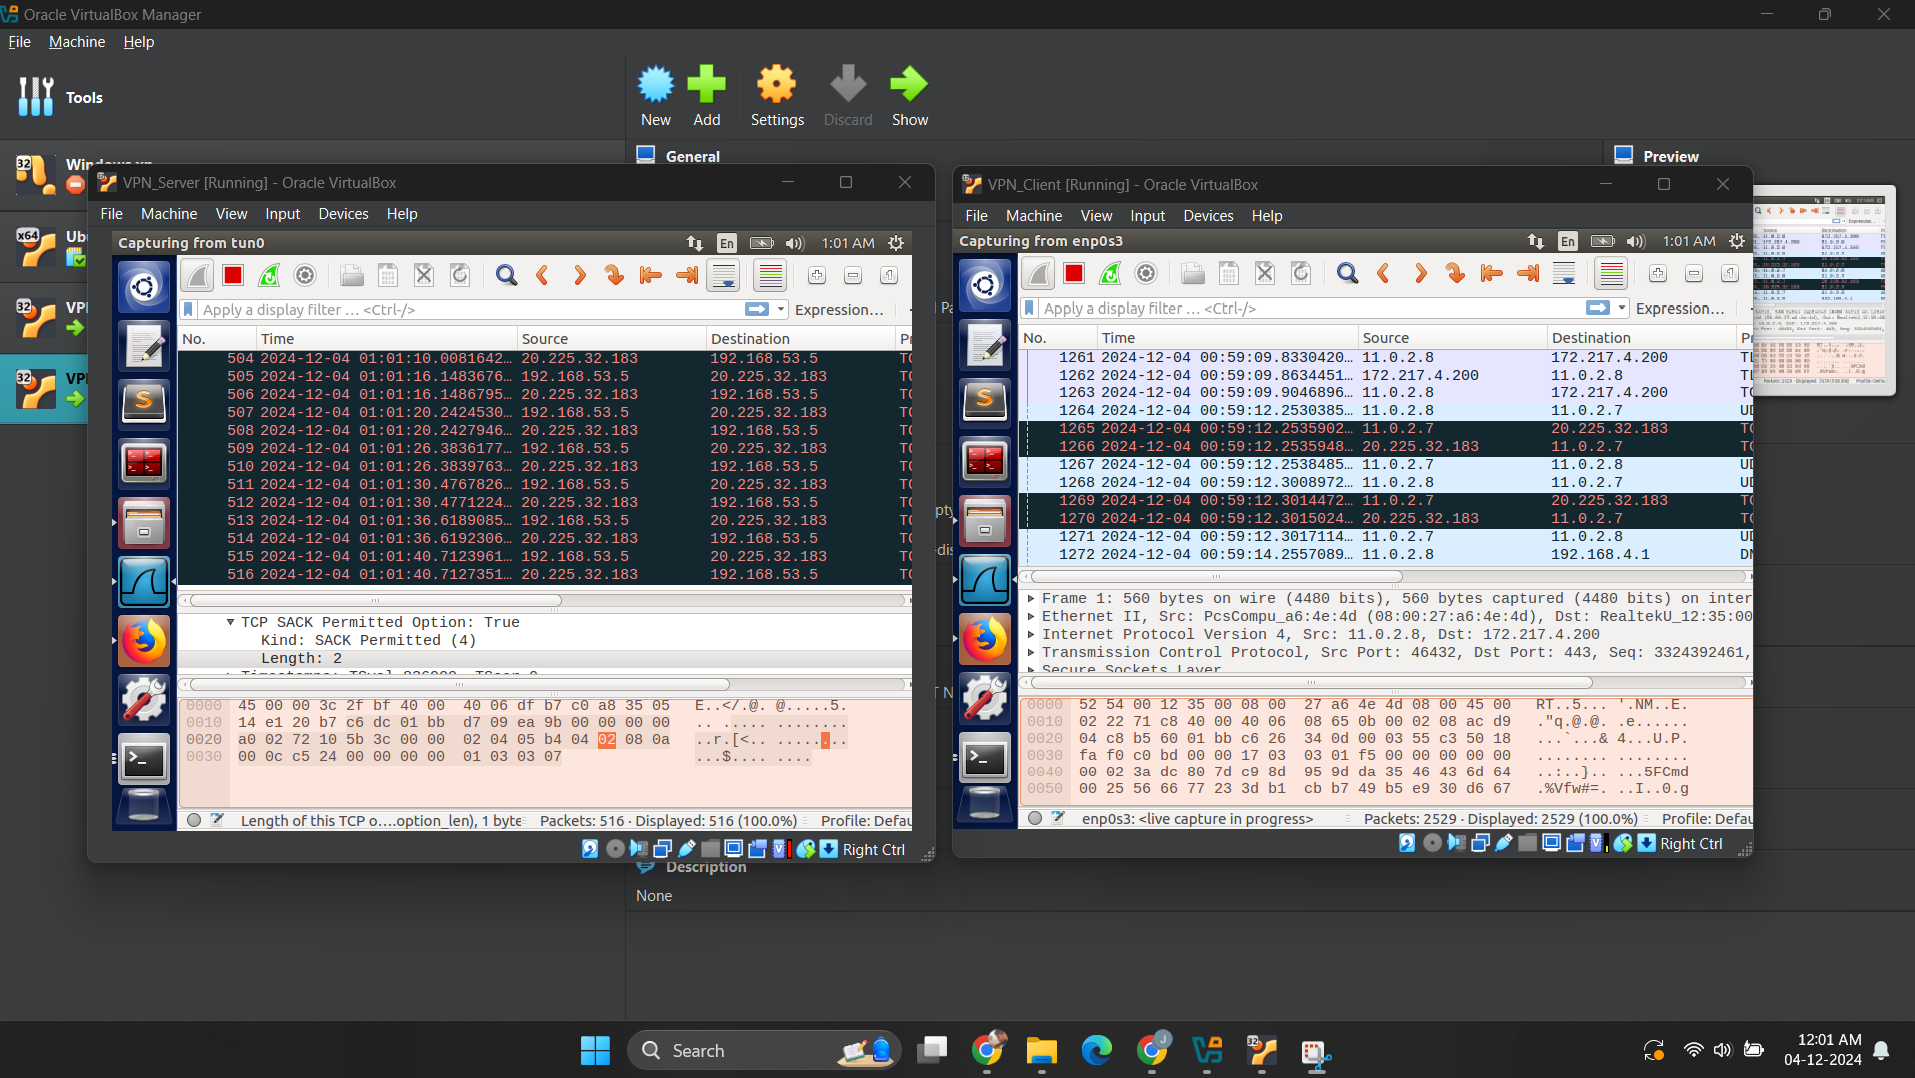 Oracle VirtualBox Manager
File Machine Help
Tools
New Add Settings Discard Show
General
Preview
VPN_Server [Running] - Oracle VirtualBox
File Machine View Input Devices Help
Capturing from tun0 En 1:01 AM
Apply a display filter … <Ctrl-/> Expression…
No. Time Source Destination
504 2024-12-04 01:01:10.0081642… 20.225.32.183 192.168.53.5
505 2024-12-04 01:01:16.1483676… 192.168.53.5 20.225.32.183
506 2024-12-04 01:01:16.1486795… 20.225.32.183 192.168.53.5
507 2024-12-04 01:01:20.2424530… 192.168.53.5 20.225.32.183
508 2024-12-04 01:01:20.2427946… 20.225.32.183 192.168.53.5
509 2024-12-04 01:01:26.3836177… 192.168.53.5 20.225.32.183
510 2024-12-04 01:01:26.3839763… 20.225.32.183 192.168.53.5
511 2024-12-04 01:01:30.4767826… 192.168.53.5 20.225.32.183
512 2024-12-04 01:01:30.4771224… 20.225.32.183 192.168.53.5
513 2024-12-04 01:01:36.6189085… 192.168.53.5 20.225.32.183
514 2024-12-04 01:01:36.6192306… 20.225.32.183 192.168.53.5
515 2024-12-04 01:01:40.7123961… 192.168.53.5 20.225.32.183
516 2024-12-04 01:01:40.7127351… 20.225.32.183 192.168.53.5
TCP SACK Permitted Option: True
Kind: SACK Permitted (4)
Length: 2
0000 45 00 00 3c 2f bf 40 00 40 06 df b7 c0 a8 35 05 E..</.@. @.....5.
0010 14 e1 20 b7 c6 dc 01 bb d7 09 ea 9b 00 00 00 00 .. ..... ........
0020 a0 02 72 10 5b 3c 00 00 02 04 05 b4 04 02 08 0a ..r.[<.. ........
0030 00 0c c5 24 00 00 00 00 01 03 03 07 ...$.... ....
Length of this TCP o….option_len), 1 byte Packets: 516 · Displayed: 516 (100.0%) Profile: Defau
Right Ctrl
VPN_Client [Running] - Oracle VirtualBox
File Machine View Input Devices Help
Capturing from enp0s3 En 1:01 AM
Apply a display filter … <Ctrl-/> Expression…
No. Time Source Destination
1261 2024-12-04 00:59:09.8330420… 11.0.2.8 172.217.4.200
1262 2024-12-04 00:59:09.8634451… 172.217.4.200 11.0.2.8
1263 2024-12-04 00:59:09.9046896… 11.0.2.8 172.217.4.200
1264 2024-12-04 00:59:12.2530385… 11.0.2.8 11.0.2.7
1265 2024-12-04 00:59:12.2535902… 11.0.2.7 20.225.32.183
1266 2024-12-04 00:59:12.2535948… 20.225.32.183 11.0.2.7
1267 2024-12-04 00:59:12.2538485… 11.0.2.7 11.0.2.8
1268 2024-12-04 00:59:12.3008972… 11.0.2.8 11.0.2.7
1269 2024-12-04 00:59:12.3014472… 11.0.2.7 20.225.32.183
1270 2024-12-04 00:59:12.3015024… 20.225.32.183 11.0.2.7
1271 2024-12-04 00:59:12.3017114… 11.0.2.7 11.0.2.8
1272 2024-12-04 00:59:14.2557089… 11.0.2.8 192.168.4.1
Frame 1: 560 bytes on wire (4480 bits), 560 bytes captured (4480 bits) on inter
Ethernet II, Src: PcsCompu_a6:4e:4d (08:00:27:a6:4e:4d), Dst: RealtekU_12:35:00
Internet Protocol Version 4, Src: 11.0.2.8, Dst: 172.217.4.200
Transmission Control Protocol, Src Port: 46432, Dst Port: 443, Seq: 3324392461,
Secure Sockets Layer
0000 52 54 00 12 35 00 08 00 27 a6 4e 4d 08 00 45 00 RT..5... '.NM..E.
0010 02 22 71 c8 40 00 40 06 08 65 0b 00 02 08 ac d9 ."q.@.@. .e......
0020 04 c8 b5 60 01 bb c6 26 34 0d 00 03 55 c3 50 18 ...`...& 4...U.P.
0030 fa f0 c0 bd 00 00 17 03 03 01 f5 00 00 00 00 00 ........ ........
0040 00 02 3a dc 80 7d c9 8d 95 9d da 35 46 43 6d 64 ..:..}.. ...5FCmd
0050 00 25 56 66 77 23 3d b1 cb b7 49 b5 e9 30 d6 67 .%Vfw#=. ..I..0.g
enp0s3: <live capture in progress> Packets: 2529 · Displayed: 2529 (100.0%) Profile: Defau
Right Ctrl
Description
None
Search
12:01 AM
04-12-2024